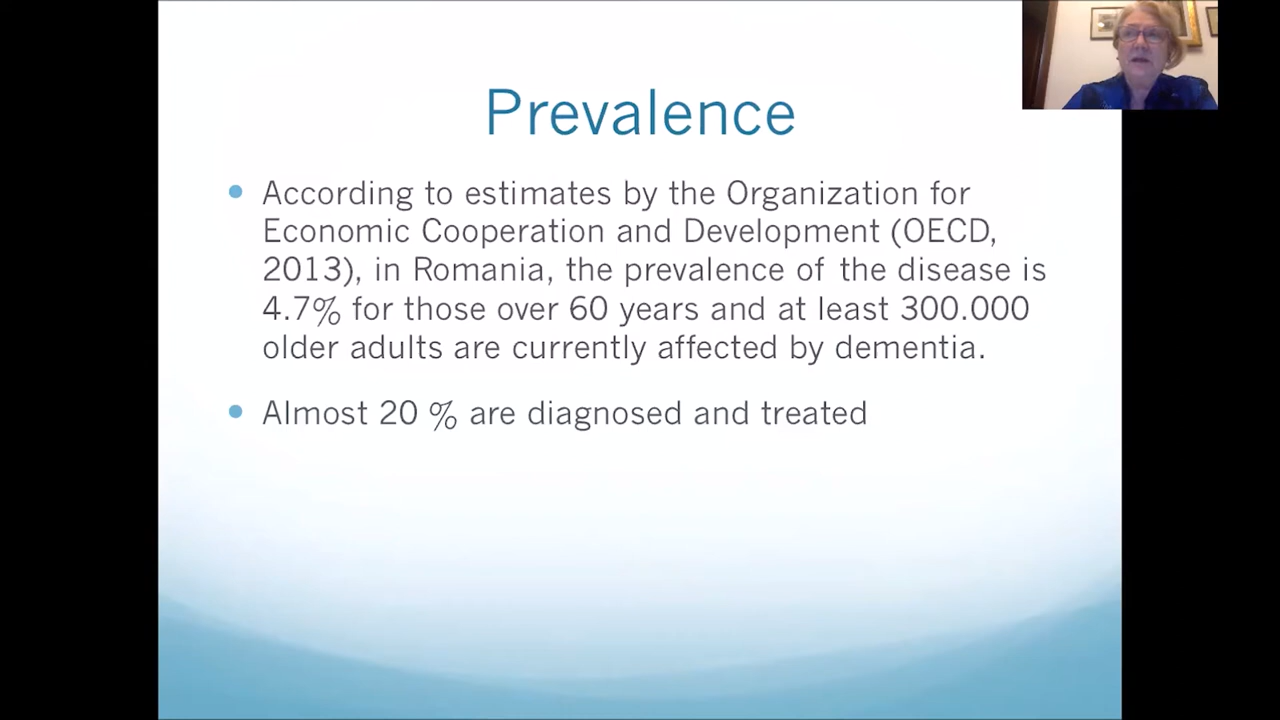 Prevalence
• According to estimates by the Organization for
Economic Cooperation and Development (OECD,
2013), in Romania, the prevalence of the disease is
4.7% for those over 60 years and at least 300.000
older adults are currently affected by dementia.
• Almost 20 % are diagnosed and treated